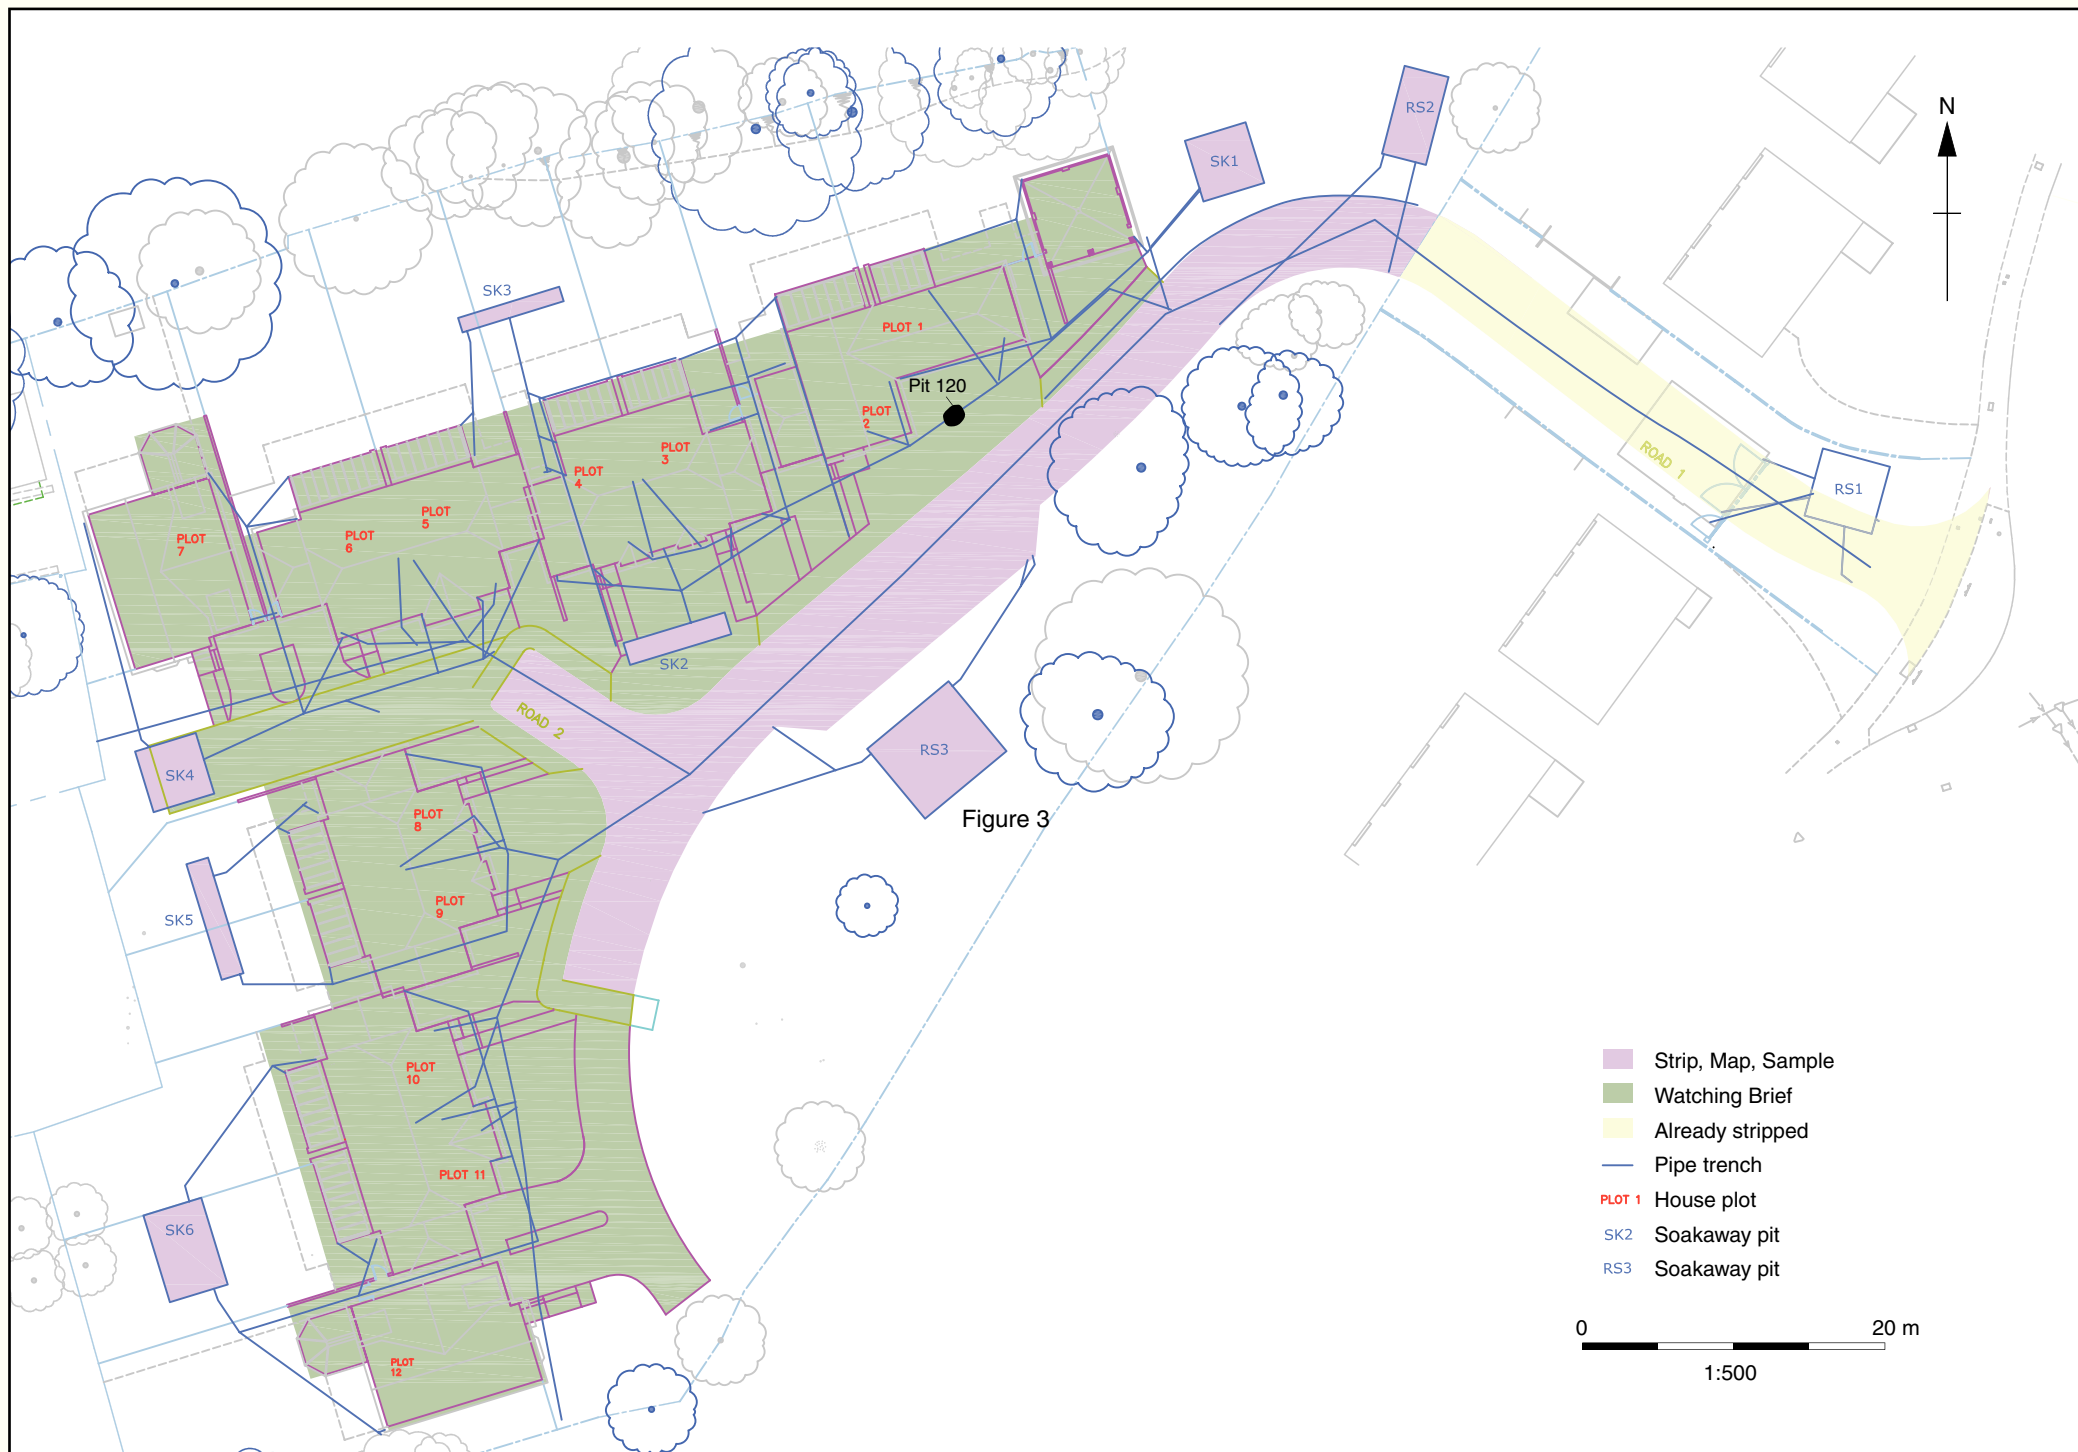 RS2
N
SK1
SK3
PLOT 1
Pit 120
PLOT
2
PLOT
3
PLOT
4
PLOT
5
PLOT
6
PLOT
7
ROAD 1
RS1
SK2
ROAD 2
SK4
RS3
Figure 3
PLOT
8
PLOT
9
SK5
PLOT
10
PLOT 11
SK6
PLOT
12
Strip, Map, Sample
Watching Brief
Already stripped
Pipe trench
PLOT 1 House plot
SK2 Soakaway pit
RS3 Soakaway pit
0 20 m
1:500